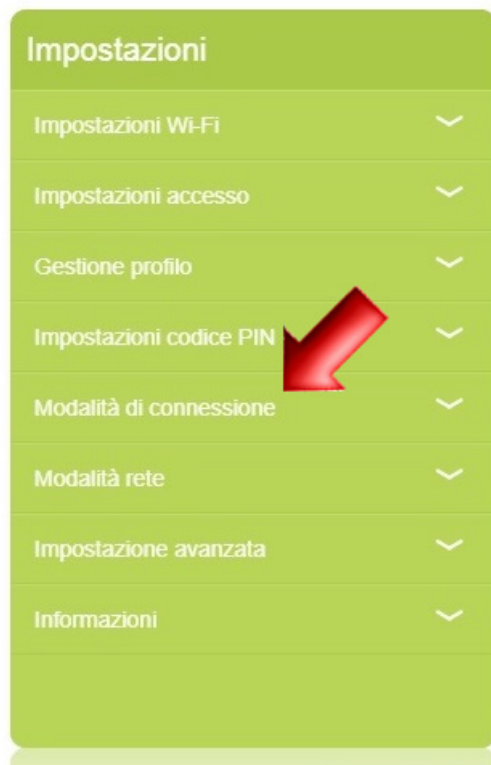 Impostazioni
Impostazioni Wi-Fi
Impostazioni accesso
Gestione profilo
Impostazioni codice PIN
Modalità di connessione
Modalità rete
Impostazione avanzata
Informazioni